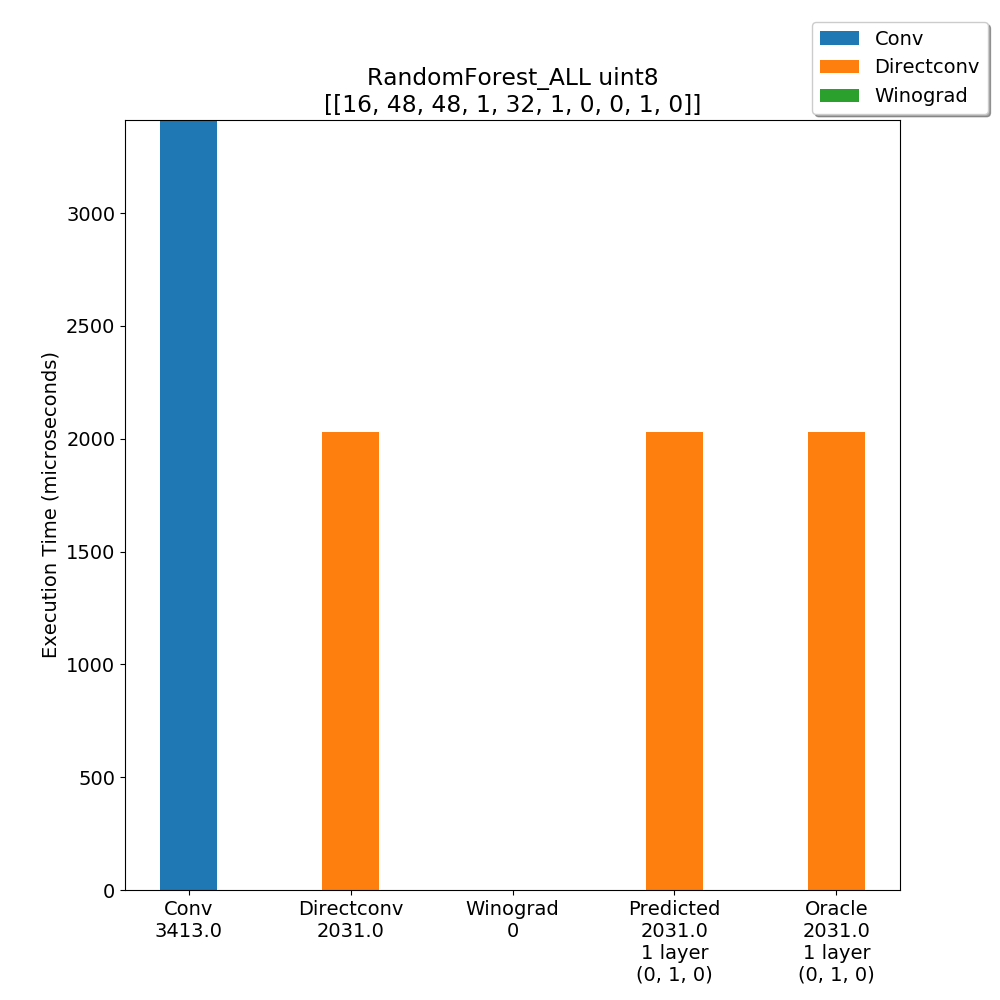 Conv
Directconv
Winograd
RandomForest_ALL uint8
[[16, 48, 48, 1, 32, 1, 0, 0, 1, 0]]
Execution Time (microseconds)
3000
2500
2000
1500
1000
500
0
Conv
3413.0
Directconv
2031.0
Winograd
0
Predicted
2031.0
1 layer
(0, 1, 0)
Oracle
2031.0
1 layer
(0, 1, 0)